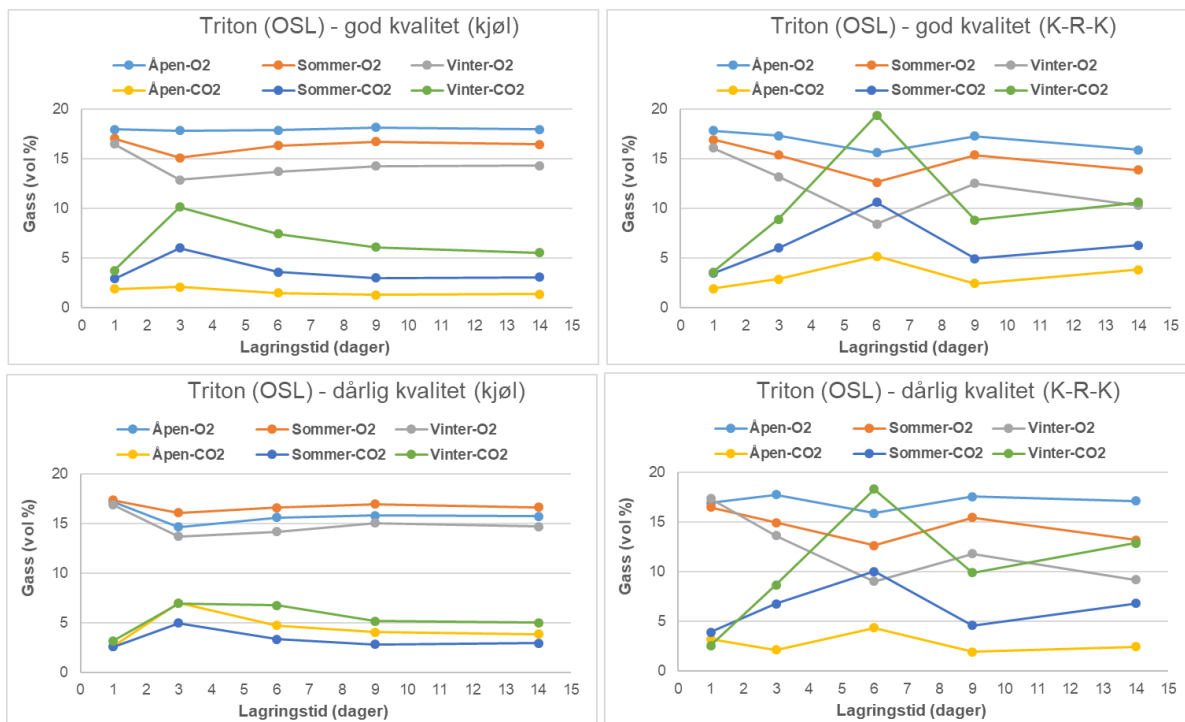 Triton (OSL) - god kvalitet (kjøl)
Åpen-O2 Sommer-O2 Vinter-O2
Åpen-CO2 Sommer-CO2 Vinter-CO2
Gass (vol %)
20
15
10
5
0
0 1 2 3 4 5 6 7 8 9 10 11 12 13 14 15
Lagringstid (dager)
Triton (OSL) - god kvalitet (K-R-K)
Åpen-O2 Sommer-O2 Vinter-O2
Åpen-CO2 Sommer-CO2 Vinter-CO2
Gass (vol %)
20
15
10
5
0
0 1 2 3 4 5 6 7 8 9 10 11 12 13 14 15
Lagringstid (dager)
Triton (OSL) - dårlig kvalitet (kjøl)
Åpen-O2 Sommer-O2 Vinter-O2
Åpen-CO2 Sommer-CO2 Vinter-CO2
Gass (vol %)
20
15
10
5
0
0 1 2 3 4 5 6 7 8 9 10 11 12 13 14 15
Lagringstid (dager)
Triton (OSL) - dårlig kvalitet (K-R-K)
Åpen-O2 Sommer-O2 Vinter-O2
Åpen-CO2 Sommer-CO2 Vinter-CO2
Gass (vol %)
20
15
10
5
0
0 1 2 3 4 5 6 7 8 9 10 11 12 13 14 15
Lagringstid (dager)